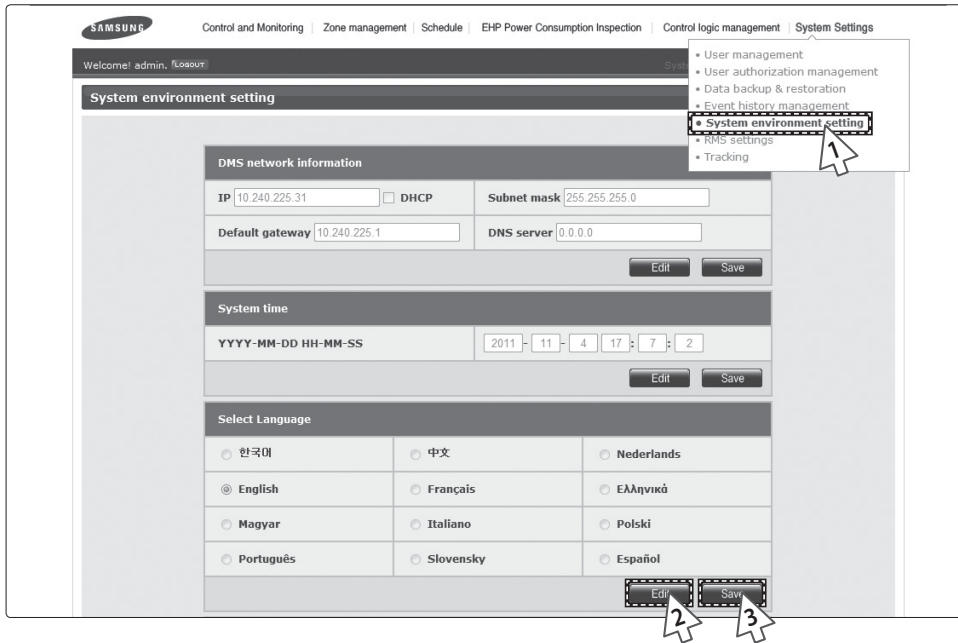 SAMSUNG
Control and Monitoring | Zone management | Schedule | EHP Power Consumption Inspection | Control logic management | System Settings
Welcome! admin. LOGOUT
• User management
• User authorization management
• Data backup & restoration
• Event history management
• System environment setting
• RMS settings
• Tracking
1
System environment setting
DMS network information
IP 10.240.225.31 DHCP Subnet mask 255.255.255.0
Default gateway 10.240.225.1 DNS server 0.0.0.0
Edit Save
System time
YYYY-MM-DD HH-MM-SS 2011 - 11 - 4 17 : 7 : 2
Edit Save
Select Language
한국어 中文 Nederlands
English Français Ελληνικά
Magyar Italiano Polski
Português Slovensky Español
Edit Save
2 3